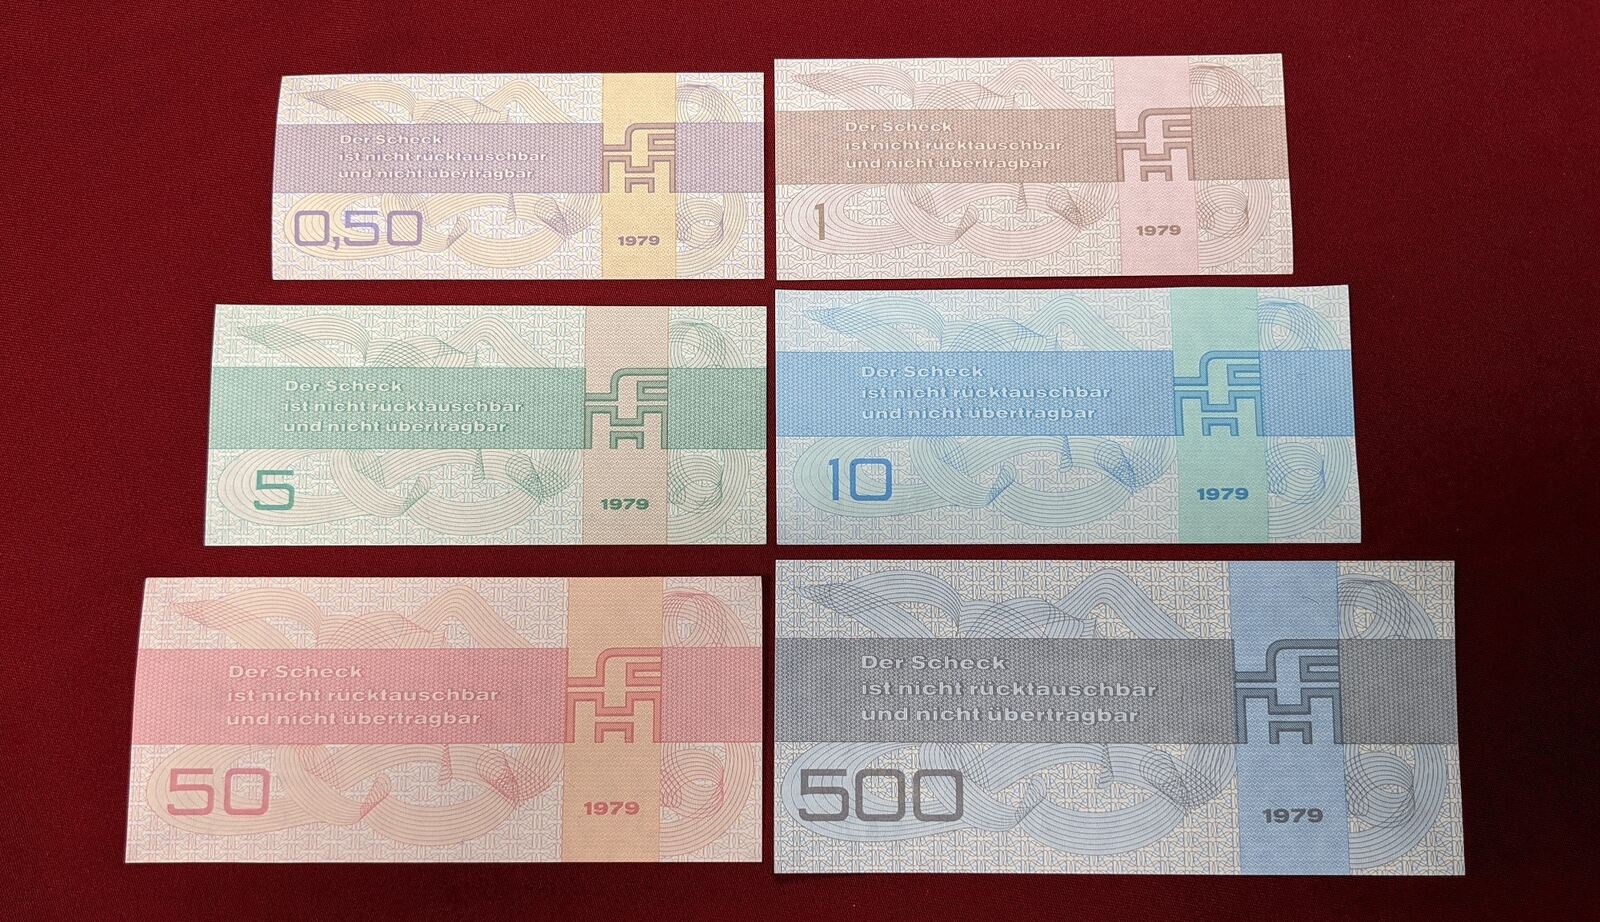 Der Scheck
ist nicht rücktauschbar
und nicht übertragbar
0,50
1979
Der Scheck
ist nicht rücktauschbar
und nicht übertragbar
1
1979
Der Scheck
ist nicht rücktauschbar
und nicht übertragbar
5
1979
Der Scheck
ist nicht rücktauschbar
und nicht übertragbar
10
1979
Der Scheck
ist nicht rücktauschbar
und nicht übertragbar
50
1979
Der Scheck
ist nicht rücktauschbar
und nicht übertragbar
500
1979